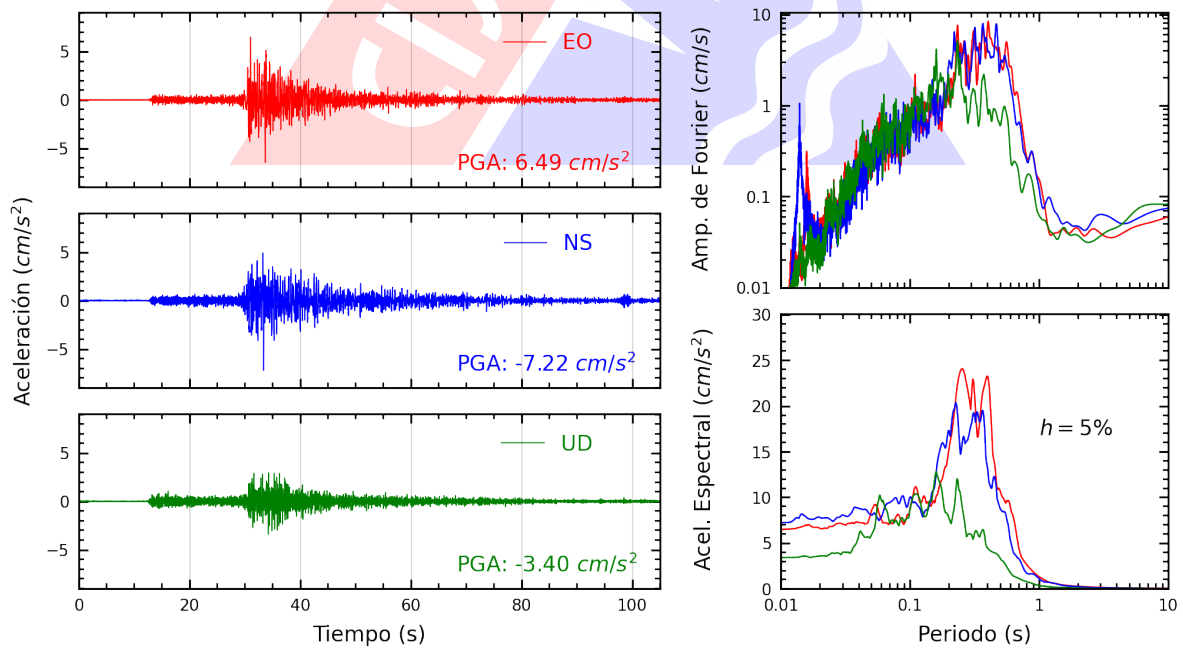 EO
5
0
−5
PGA: 6.49 cm/s²
NS
5
0
−5
PGA: -7.22 cm/s²
UD
5
0
−5
PGA: -3.40 cm/s²
0 20 40 60 80 100
Tiempo (s)
Aceleración (cm/s²)
10
1
0.1
0.01
Amp. de Fourier (cm/s)
30
25
20
15
10
5
0
Acel. Espectral (cm/s²)
h = 5%
0.01 0.1 1 10
Periodo (s)